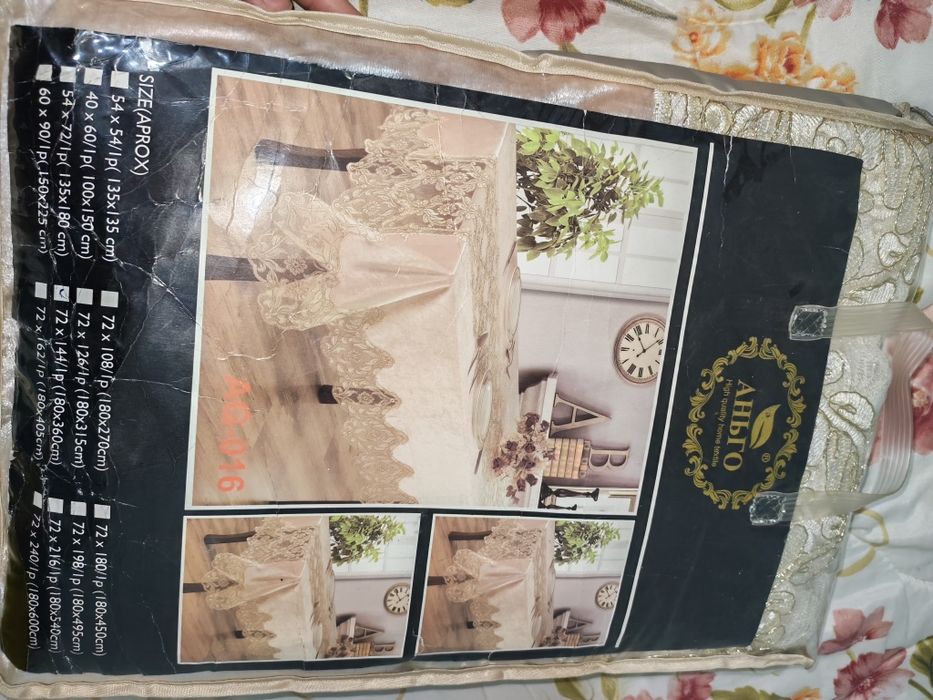 АНЬГО ®
High quality home textile
A B
AG-016
SIZE(APROX)
54 x 54/1p( 135x135 cm)
40 x 60/1p( 100x150 cm)
54 x 72/1p( 135x180 cm)
60 x 90/1p( 150x225 cm)
72 x 108/1p (180x270cm)
72 x 126/1p (180x315cm)
72 x 144/1p (180x360cm)
72 x 162/1p (180x405cm)
72 x 180/1p (180x450cm)
72 x 198/1p (180x495cm)
72 x 216/1p (180x540cm)
72 x 240/1p (180x600cm)